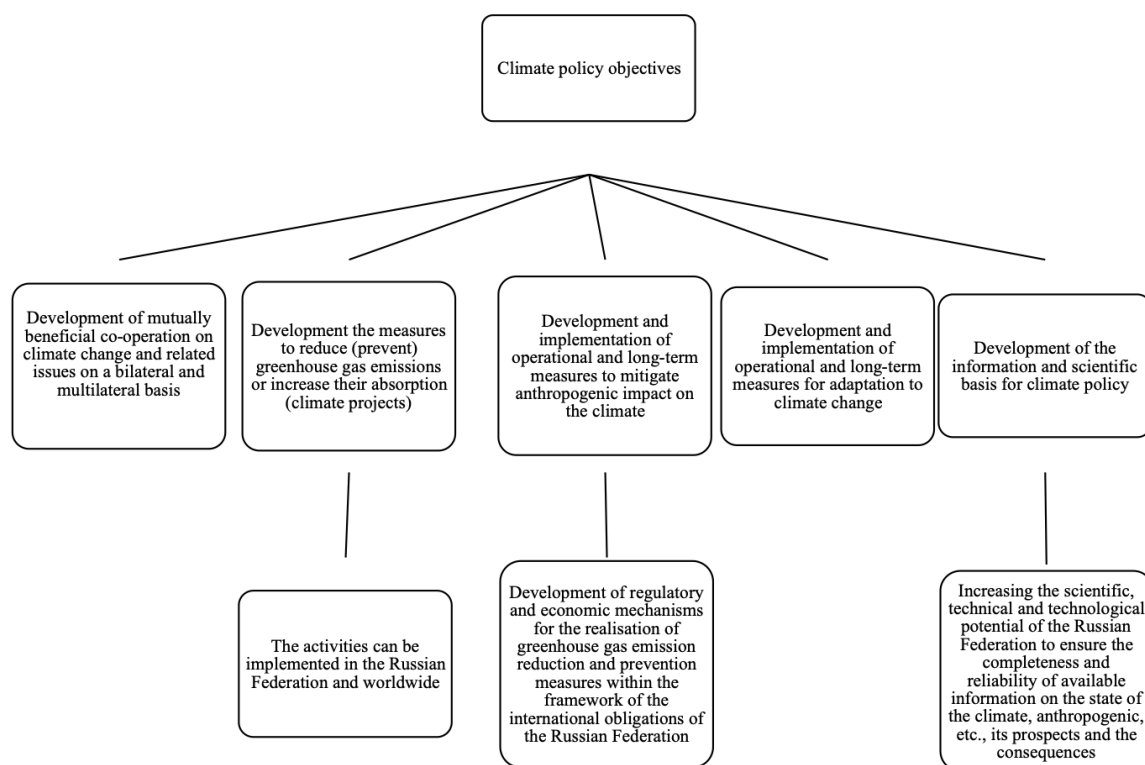 Climate policy objectives
Development of mutually
beneficial co-operation on
climate change and related
issues on a bilateral and
multilateral basis
Development the measures
to reduce (prevent)
greenhouse gas emissions
or increase their absorption
(climate projects)
Development and
implementation of
operational and long-term
measures to mitigate
anthropogenic impact on
the climate
Development and
implementation of
operational and long-term
measures for adaptation to
climate change
Development of the
information and scientific
basis for climate policy
The activities can be
implemented in the Russian
Federation and worldwide
Development of regulatory
and economic mechanisms
for the realisation of
greenhouse gas emission
reduction and prevention
measures within the
framework of the
international obligations of
the Russian Federation
Increasing the scientific,
technical and technological
potential of the Russian
Federation to ensure the
completeness and
reliability of available
information on the state of
the climate, anthropogenic,
etc., its prospects and the
consequences